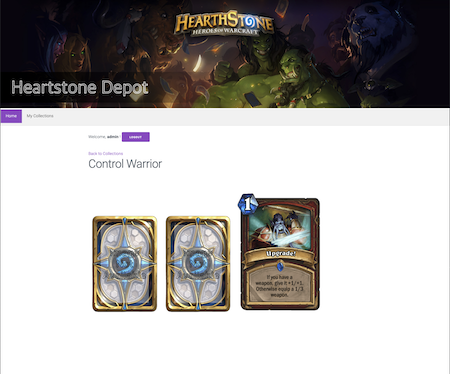 HEARTHSTONE
HEROES OF WARCRAFT
Heartstone Depot
Home My Collections
Welcome, admin LOGOUT
Back to Collections
Control Warrior
1
Upgrade!
If you have a
weapon, give it +1/+1.
Otherwise equip a 1/3
weapon.